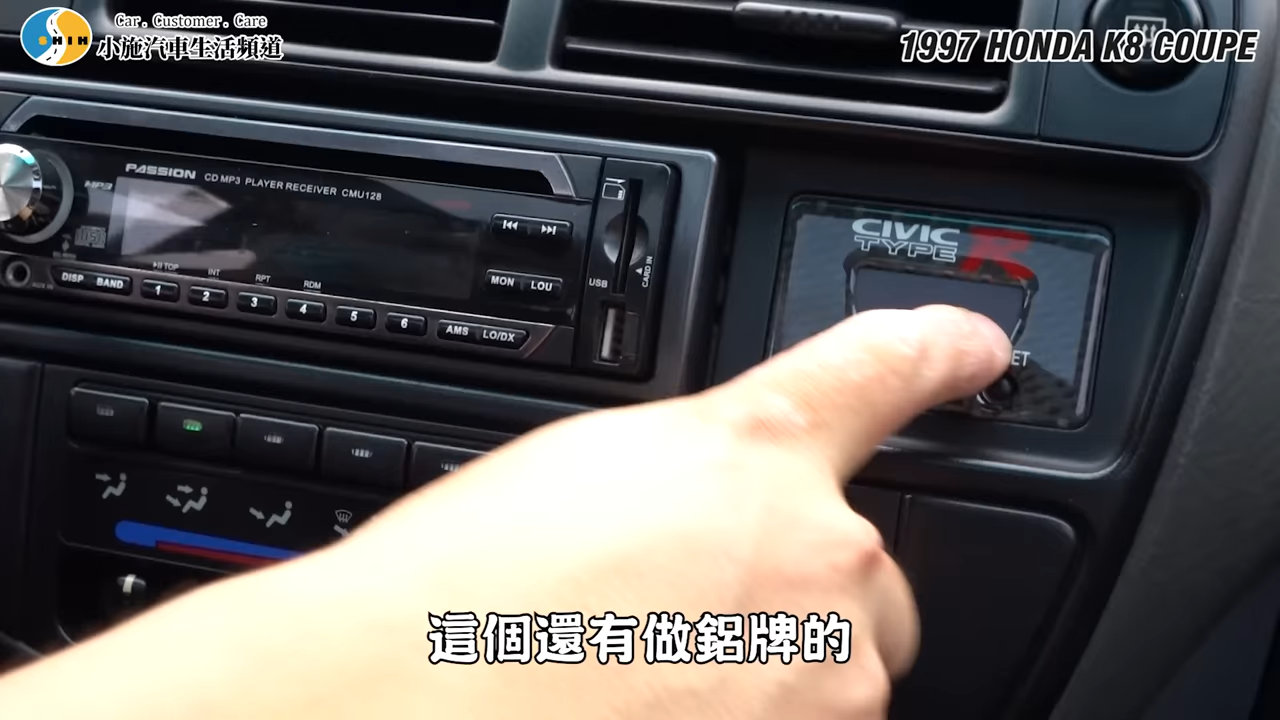 Car. Customer. Care
SHIH
小施汽車生活頻道
1997 HONDA K8 COUPE
PASSION CD MP3 PLAYER RECEIVER CMU128
MP3
TOP INT RPT RDM
DISP BAND 1 2 3 4 5 6 AMS LO/DX
MON LOU
USB
CARD IN
CIVIC
TYPE R
ET
這個還有做鋁牌的